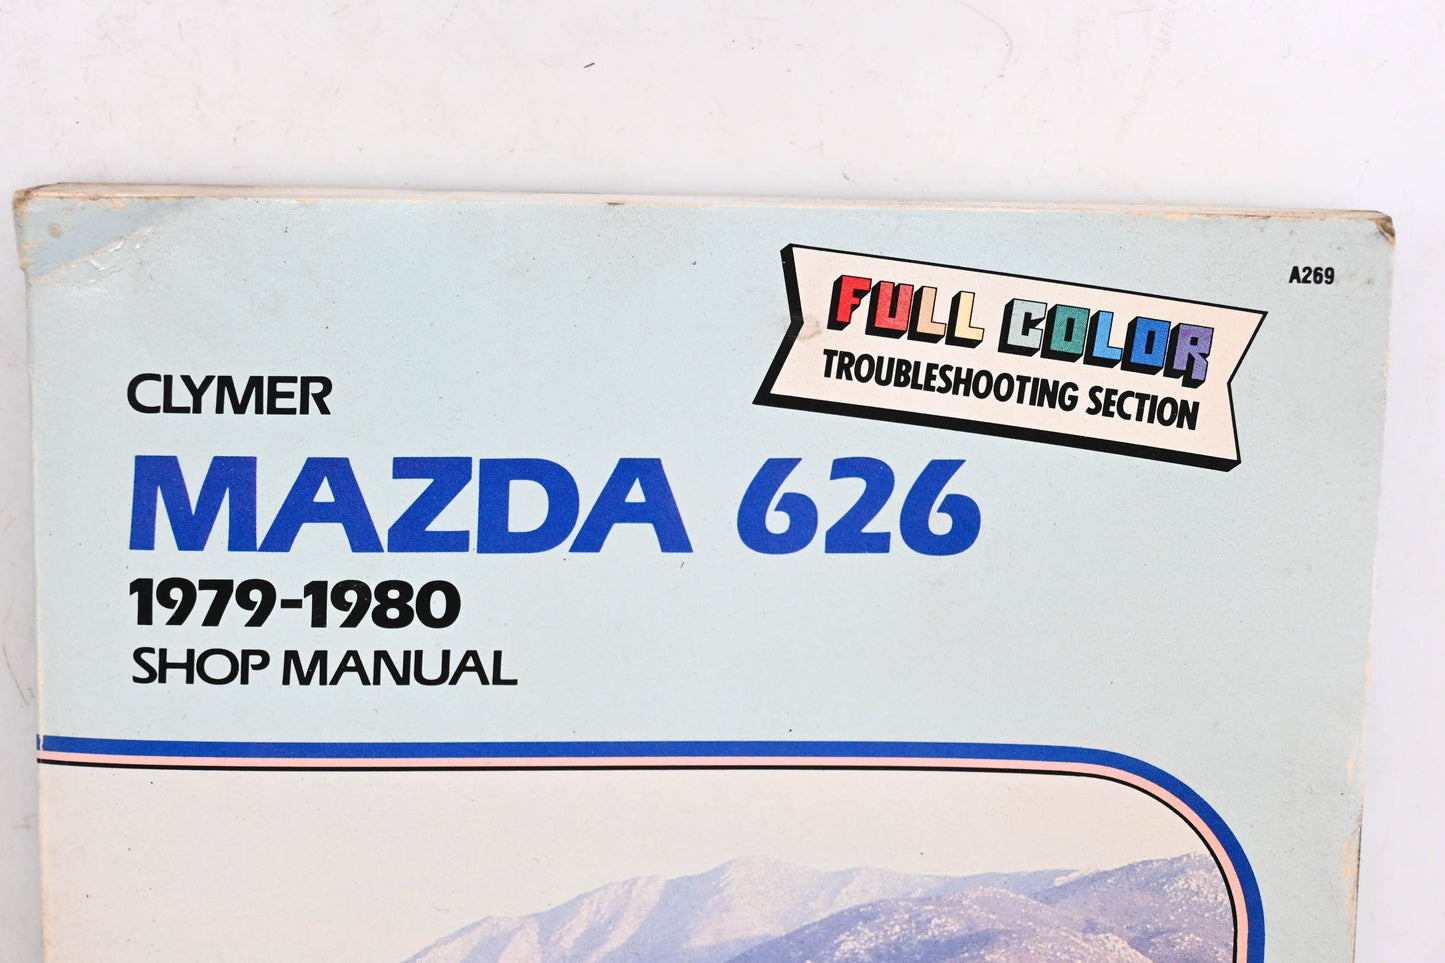 A269
FULL COLOR
TROUBLESHOOTING SECTION
CLYMER
MAZDA 626
1979-1980
SHOP MANUAL